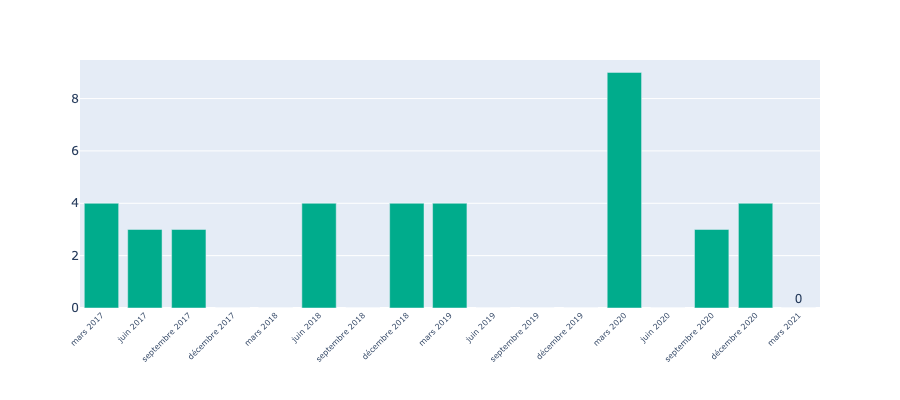 8
6
4
2
0
0
mars 2017
juin 2017
septembre 2017
décembre 2017
mars 2018
juin 2018
septembre 2018
décembre 2018
mars 2019
juin 2019
septembre 2019
décembre 2019
mars 2020
juin 2020
septembre 2020
décembre 2020
mars 2021